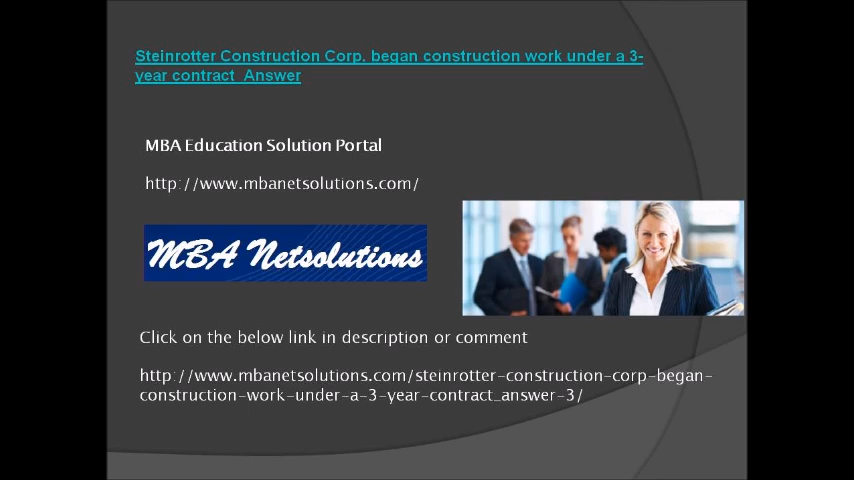 Steinrotter Construction Corp. began construction work under a 3-
year contract  Answer
MBA Education Solution Portal
http://www.mbanetsolutions.com/
MBA Netsolutions
Click on the below link in description or comment
http://www.mbanetsolutions.com/steinrotter-construction-corp-began-
construction-work-under-a-3-year-contract_answer-3/